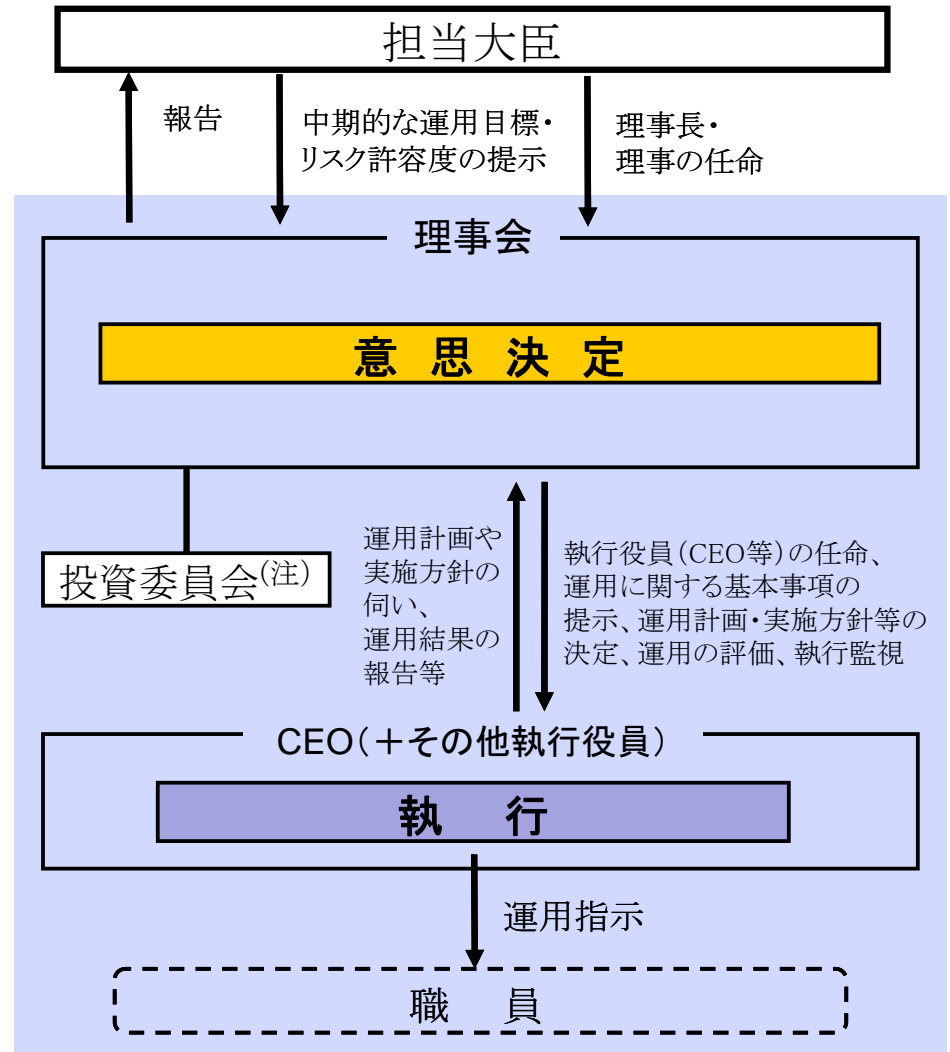 担当大臣
報告
中期的な運用目標・
リスク許容度の提示
理事長・
理事の任命
理事会
意思決定
投資委員会(注)
運用計画や
実施方針の
伺い、
運用結果の
報告等
執行役員(CEO等)の任命、
運用に関する基本事項の
提示、運用計画・実施方針等の
決定、運用の評価、執行監視
CEO(+その他執行役員)
執 行
運用指示
職 員